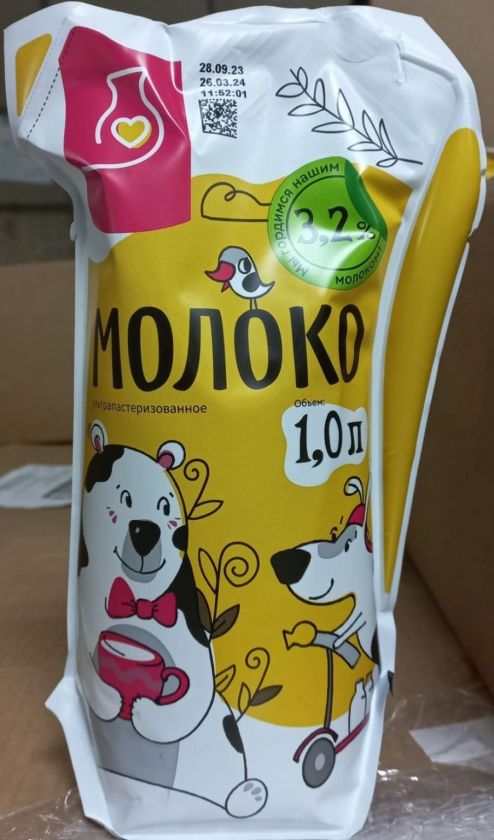 28.09.23
26.03.24
11:52:01
Мы гордимся нашим
3,2%
молоком!
МОЛОКО
ультрапастеризованное
Объем:
1,0 л